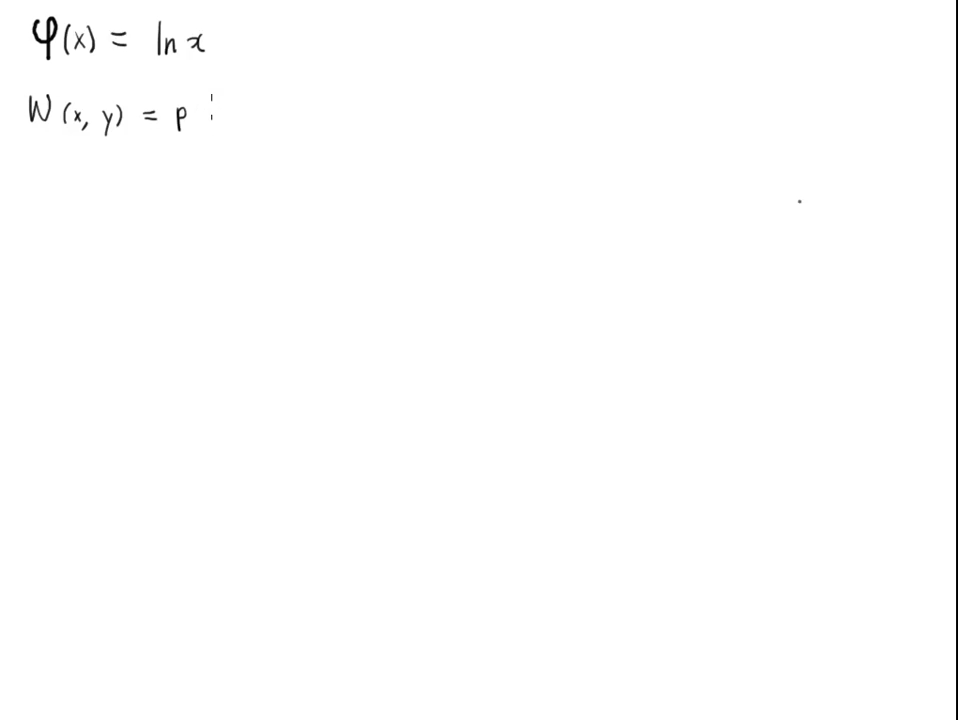 φ(x) = ln x
W(x, y) = p